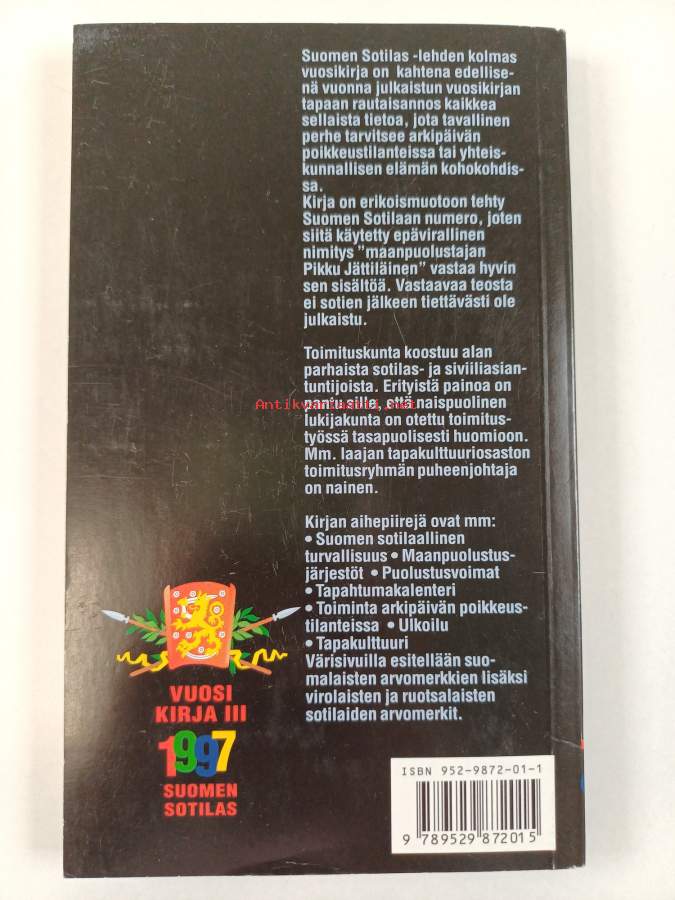 Suomen Sotilas -lehden kolmas
vuosikirja on kahtena edellise-
nä vuonna julkaistun vuosikirjan
tapaan rautaisannos kaikkea
sellaista tietoa, jota tavallinen
perhe tarvitsee arkipäivän
poikkeustilanteissa tai yhteis-
kunnallisen elämän kohokohdis-
sa.
Kirja on erikoismuotoon tehty
Suomen Sotilaan numero, joten
siitä käytetty epävirallinen
nimitys "maanpuolustajan
Pikku Jättiläinen" vastaa hyvin
sen sisältöä. Vastaavaa teosta
ei sotien jälkeen tiettävästi ole
julkaistu.
Toimituskunta koostuu alan
parhaista sotilas- ja siviiliasian-
tuntijoista. Erityistä painoa on
Antikvariaatti.net
pantu sille, että naispuolinen
lukijakunta on otettu toimitus-
työssä tasapuolisesti huomioon.
Mm. laajan tapakulttuuriosaston
toimitusryhmän puheenjohtaja
on nainen.
Kirjan aihepiirejä ovat mm:
• Suomen sotilaallinen
turvallisuus • Maanpuolustus-
järjestöt • Puolustusvoimat
• Tapahtumakalenteri
• Toiminta arkipäivän poikkeus-
tilanteissa • Ulkoilu
• Tapakulttuuri
Värisivuilla esitellään suo-
malaisten arvomerkkien lisäksi
virolaisten ja ruotsalaisten
sotilaiden arvomerkit.
VUOSI
KIRJA III
1997
SUOMEN
SOTILAS
ISBN 952-9872-01-1
9 789529 872015